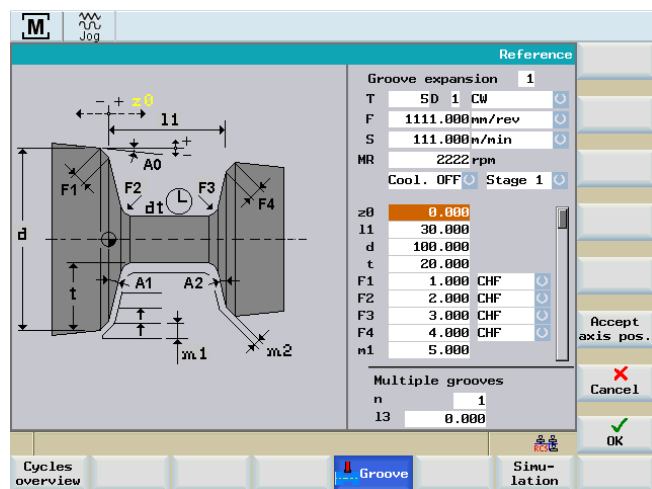 M
Jog
Reference
- + z0
l1
+
-
A0
F1
F2
F3
F4
dt
d
t
A1
A2
m1
m2
Groove expansion 1
T 5 D 1 CW
F 1111.000 mm/rev
S 111.000 m/min
MR 2222 rpm
Cool. OFF Stage 1
z0 0.000
l1 30.000
d 100.000
t 20.000
F1 1.000 CHF
F2 2.000 CHF
F3 3.000 CHF
F4 4.000 CHF
m1 5.000
Multiple grooves
n 1
l3 0.000
Accept
axis pos.
Cancel
OK
RCS
Cycles
overview
Groove
Simu-
lation